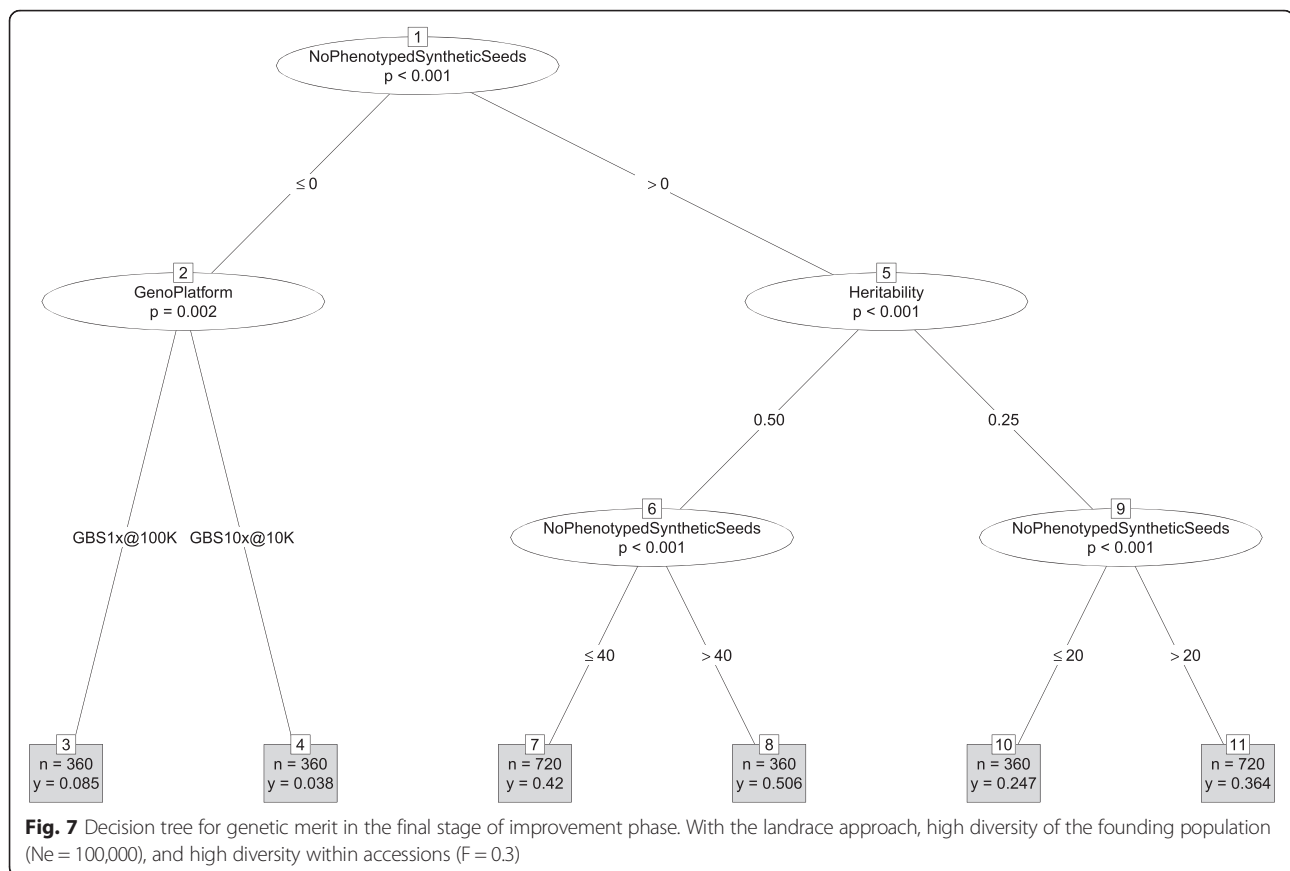 1
NoPhenotypedSyntheticSeeds
p < 0.001
≤ 0
> 0
2
GenoPlatform
p = 0.002
5
Heritability
p < 0.001
0.50
0.25
6
NoPhenotypedSyntheticSeeds
p < 0.001
9
NoPhenotypedSyntheticSeeds
p < 0.001
GBS1x@100K
GBS10x@10K
≤ 40
> 40
≤ 20
> 20
3
n = 360
y = 0.085
4
n = 360
y = 0.038
7
n = 720
y = 0.42
8
n = 360
y = 0.506
10
n = 360
y = 0.247
11
n = 720
y = 0.364
Fig. 7 Decision tree for genetic merit in the final stage of improvement phase. With the landrace approach, high diversity of the founding population
(Ne = 100,000), and high diversity within accessions (F = 0.3)